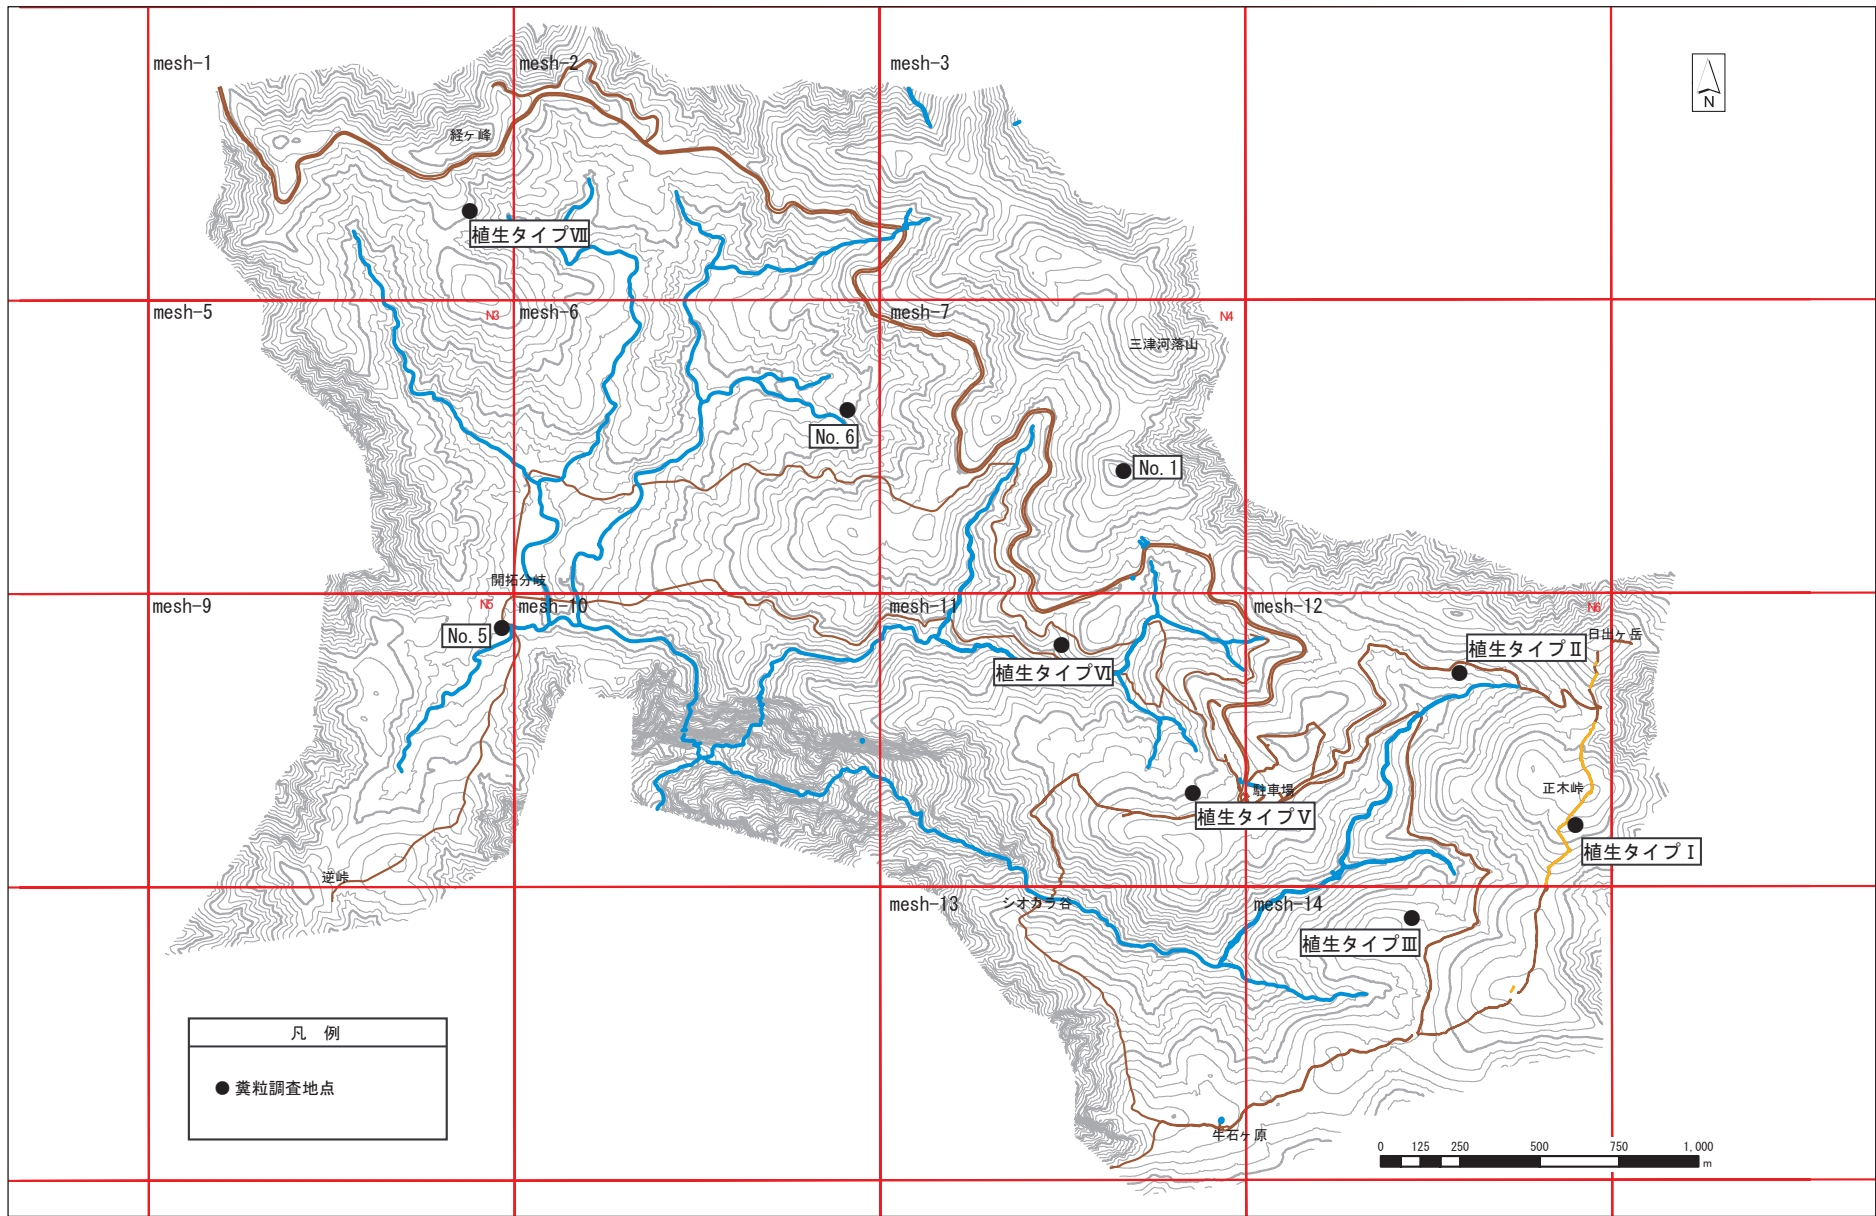 mesh-1
mesh-2
mesh-3
N
経ヶ峰
植生タイプⅦ
mesh-5
N3
mesh-6
mesh-7
N4
三津河落山
No. 6
No. 1
開拓分岐
mesh-9
N5
mesh-10
mesh-11
mesh-12
N6
No. 5
日出ヶ岳
植生タイプⅡ
植生タイプⅥ
駐車場
正木峠
植生タイプⅤ
植生タイプⅠ
逆峠
mesh-13
シオカラ谷
mesh-14
植生タイプⅢ
凡 例
糞粒調査地点
牛石ヶ原
0 125 250 500 750 1,000
m